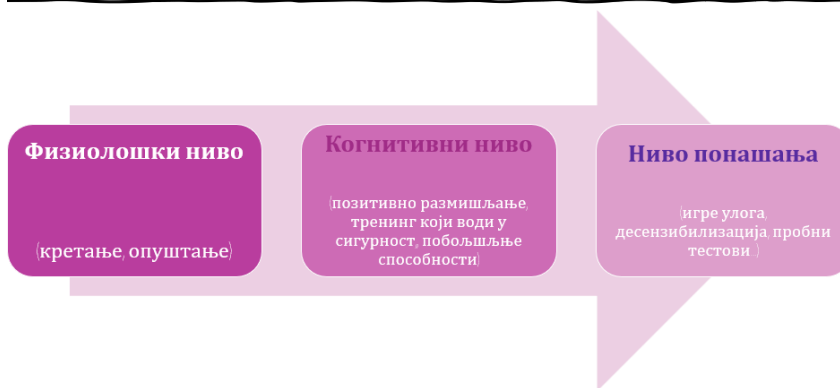 Физиолошки ниво
(кретање, опуштање)
Когнитивни ниво
(позитивно размишљање,
тренинг који води у
сигурност, побољшљње
способности)
Ниво понашања
(игре улога,
десензибилизација, пробни
тестови..)